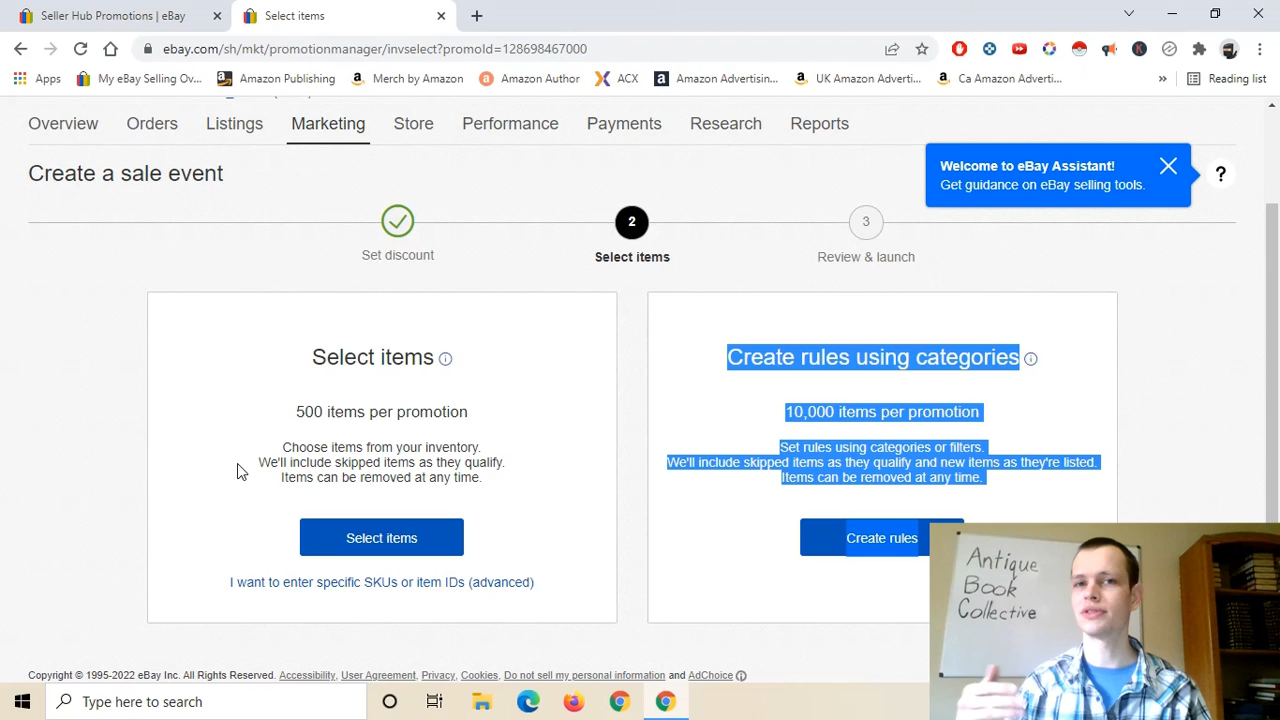 Seller Hub Promotions | eBay
Select items
ebay.com/sh/mkt/promotionmanager/invselect?promoId=128698467000
Apps
My eBay Selling Ov...
Amazon Publishing
Merch by Amazon
Amazon Author
ACX
Amazon Advertisin...
UK Amazon Adverti...
Ca Amazon Adverti...
»
Reading list
Overview
Orders
Listings
Marketing
Store
Performance
Payments
Research
Reports
Create a sale event
Welcome to eBay Assistant!
Get guidance on eBay selling tools.
?
2
3
Set discount
Select items
Review & launch
Select items
500 items per promotion
Choose items from your inventory.
We'll include skipped items as they qualify.
Items can be removed at any time.
Select items
I want to enter specific SKUs or item IDs (advanced)
Create rules using categories
10,000 items per promotion
Set rules using categories or filters.
We'll include skipped items as they qualify and new items as they're listed.
Items can be removed at any time.
Create rules
Antique
Book
Collective
Copyright © 1995-2022 eBay Inc. All Rights Reserved. Accessibility, User Agreement, Privacy, Cookies, Do not sell my personal information and AdChoice
Type here to search